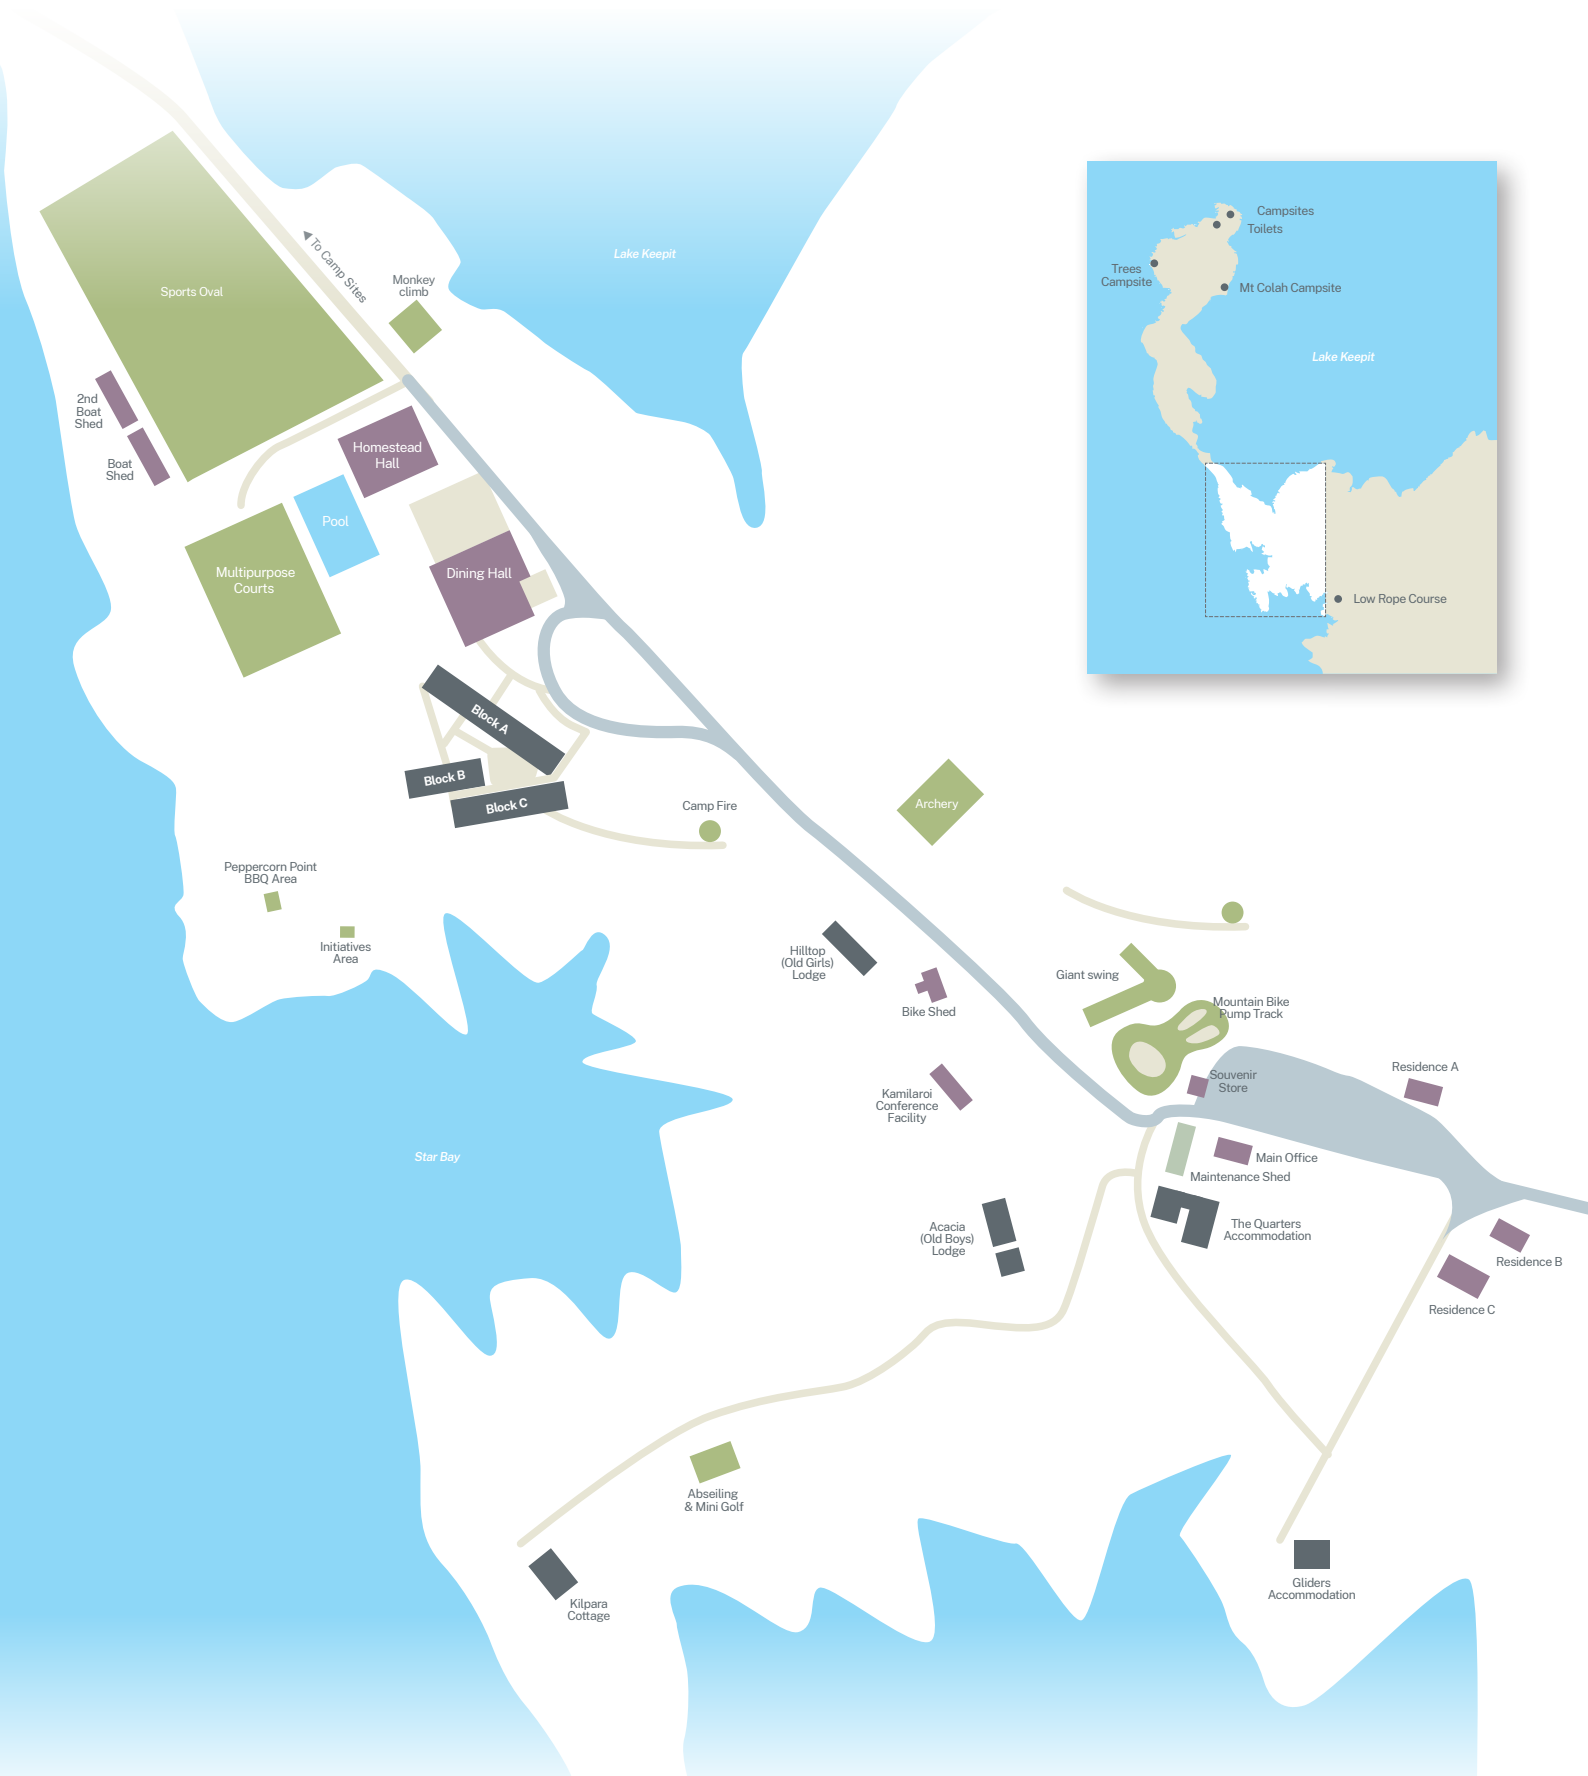 Lake Keepit
Campsites
Toilets
Trees
Campsite
Mt Colah Campsite
Lake Keepit
Low Rope Course
To Camp Sites
Monkey
climb
Sports Oval
2nd
Boat
Shed
Boat
Shed
Homestead
Hall
Pool
Multipurpose
Courts
Dining Hall
Block A
Block B
Block C
Camp Fire
Archery
Peppercorn Point
BBQ Area
Initiatives
Area
Hilltop
(Old Girls)
Lodge
Bike Shed
Giant swing
Mountain Bike
Pump Track
Souvenir
Store
Residence A
Kamilaroi
Conference
Facility
Main Office
Maintenance Shed
Star Bay
Acacia
(Old Boys)
Lodge
The Quarters
Accommodation
Residence B
Residence C
Abseiling
& Mini Golf
Kilpara
Cottage
Gliders
Accommodation